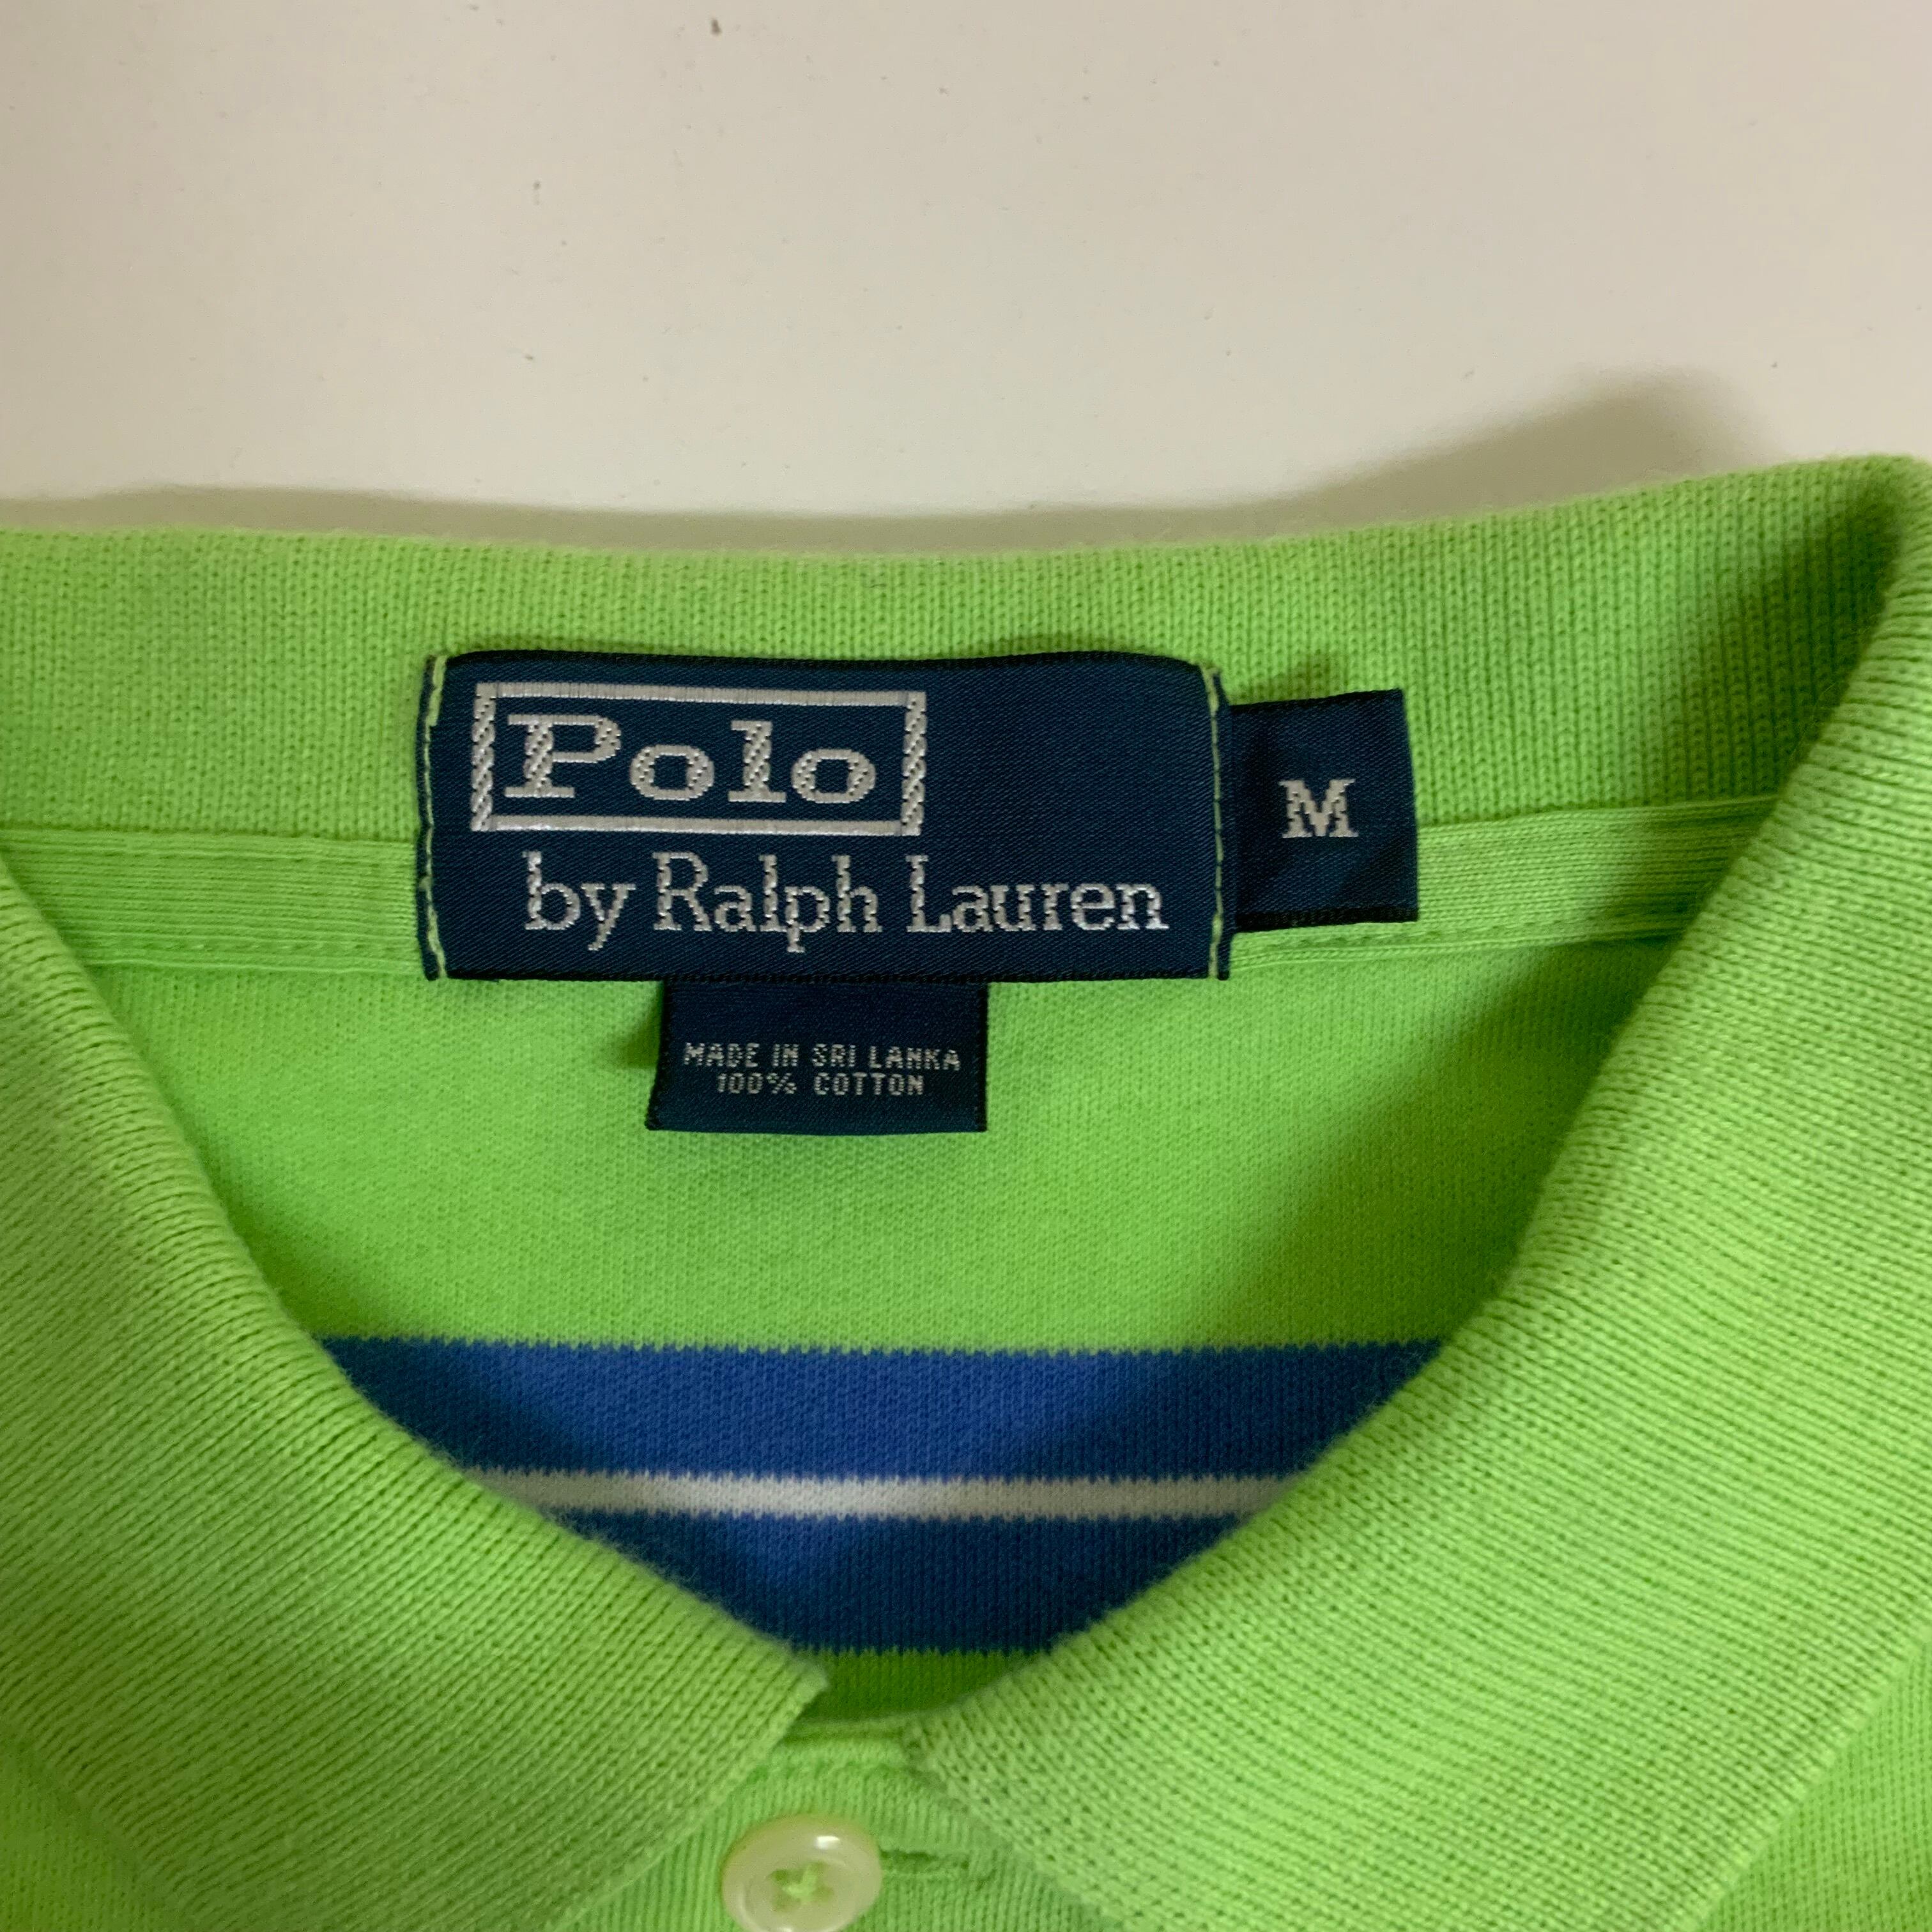 Polo
by Ralph Lauren
M
MADE IN SRI LANKA
100% COTTON